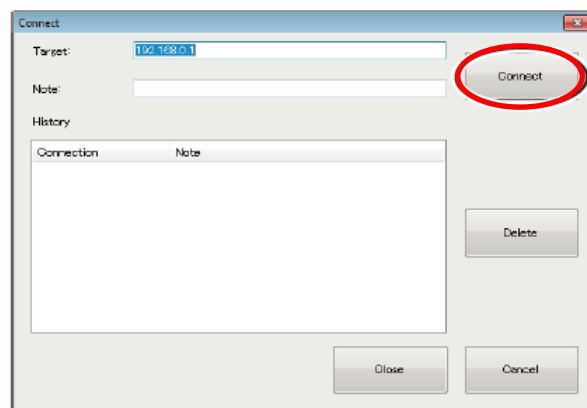 Connect
Target: 192.168.0.1
Connect
Note:
History
Connection Note
Delete
Close Cancel